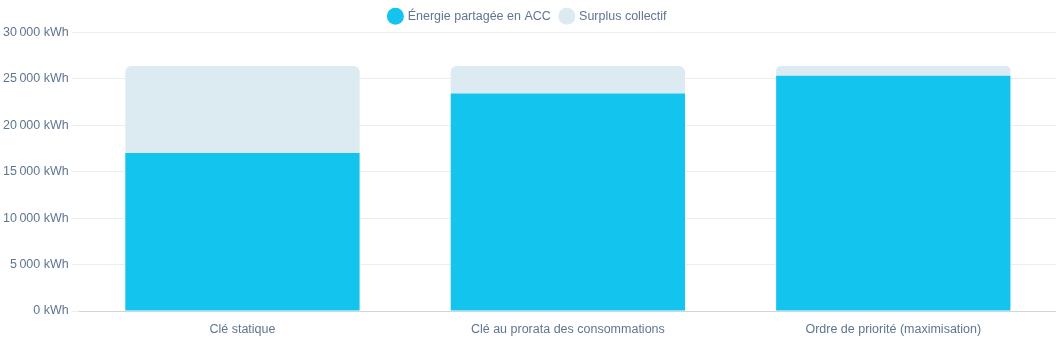 Énergie partagée en ACC Surplus collectif
30 000 kWh
25 000 kWh
20 000 kWh
15 000 kWh
10 000 kWh
5 000 kWh
0 kWh
Clé statique Clé au prorata des consommations Ordre de priorité (maximisation)